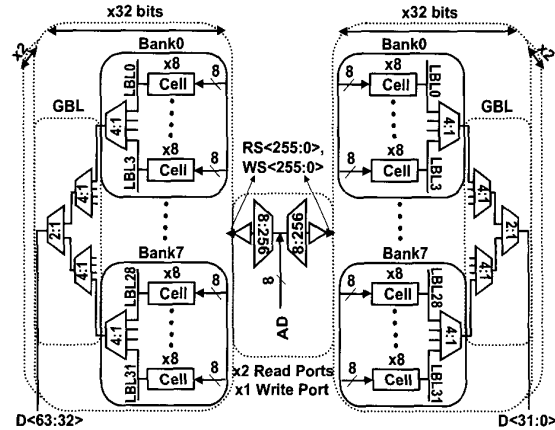 x32 bits
x32 bits
x2
x2
Bank0
Bank0
GBL
GBL
LBL0
x8
Cell
8
8
x8
Cell
LBL0
4:1
4:1
LBL3
x8
Cell
8
8
x8
Cell
LBL3
RS<255:0>,
WS<255:0>
4:1
4:1
2:1
2:1
4:1
4:1
8:256
8:256
8
AD
Bank7
Bank7
LBL28
x8
Cell
8
8
x8
Cell
LBL28
4:1
4:1
LBL31
x8
Cell
8
8
x8
Cell
LBL31
x2 Read Ports
x1 Write Port
D<63:32>
D<31:0>